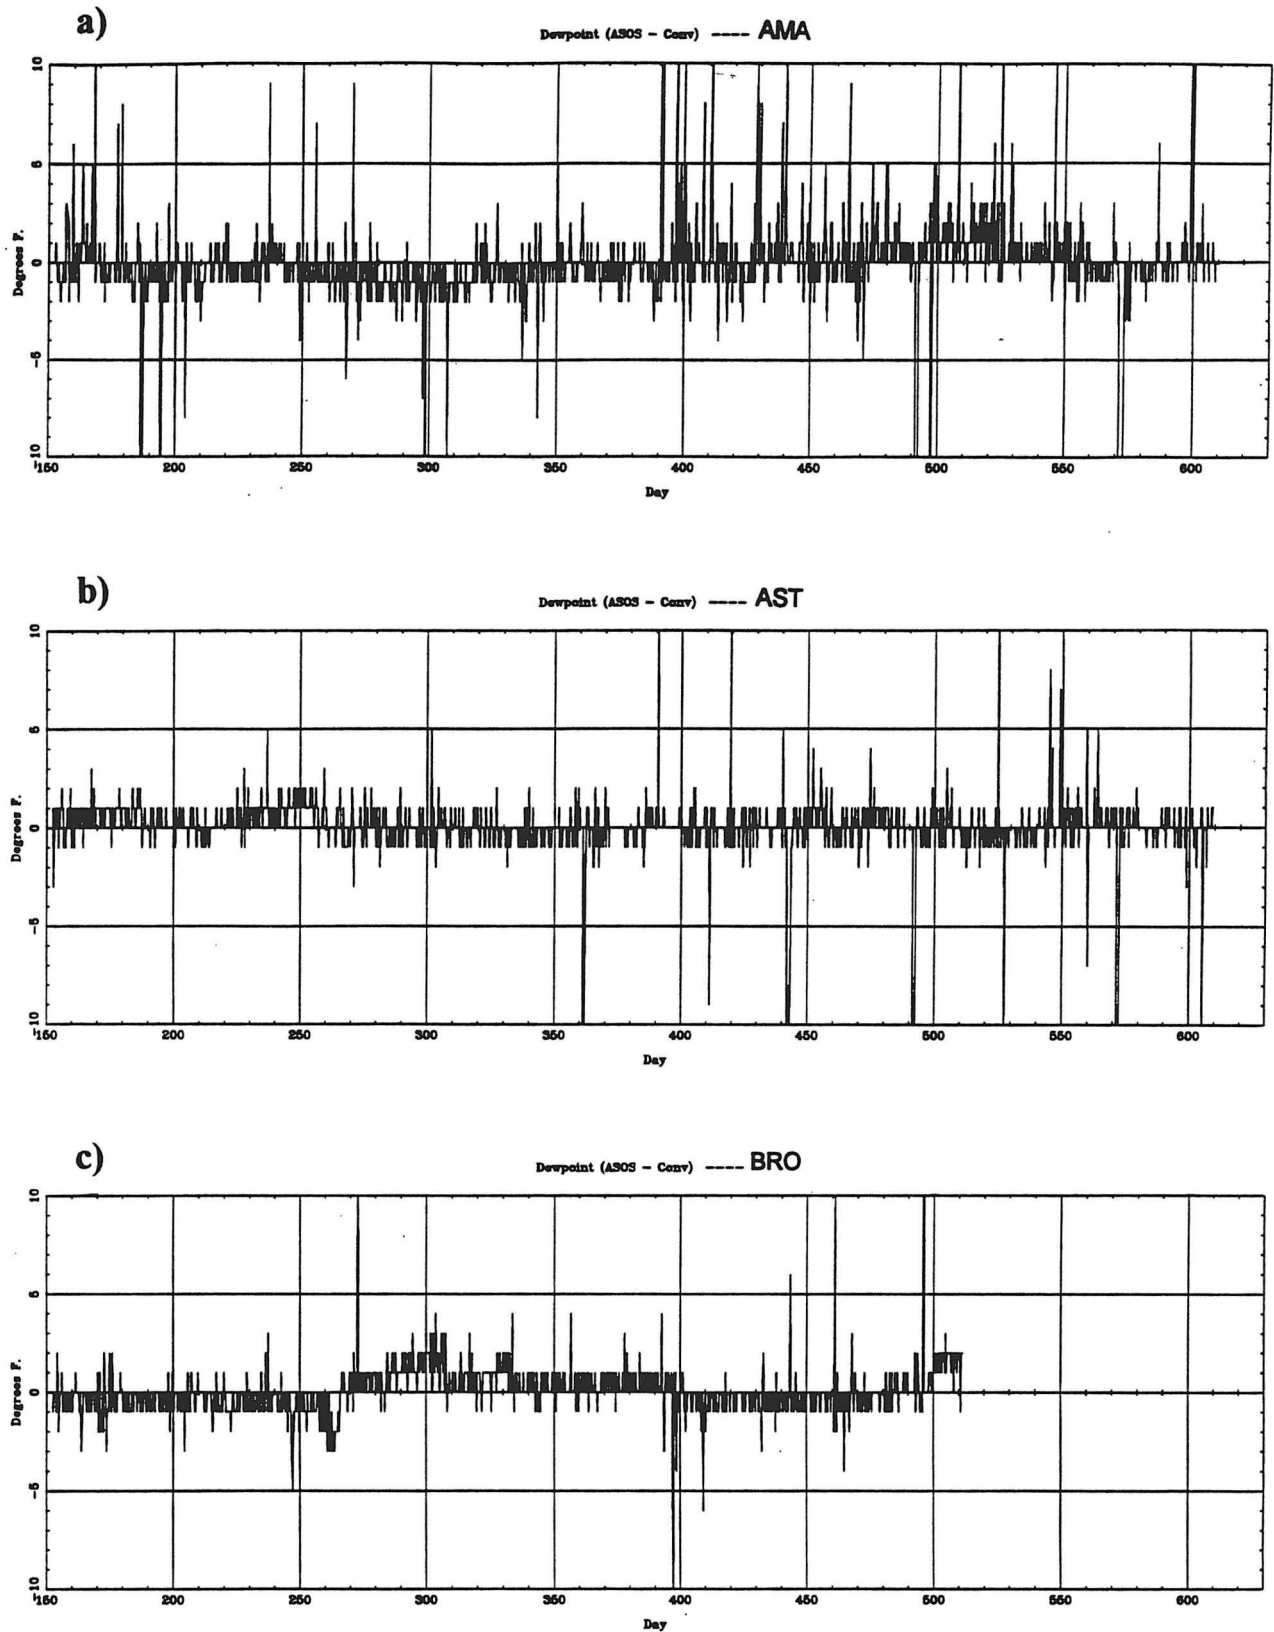 a)
Dewpoint (ASOS - Conv) ---- AMA
10
5
0
-5
-10
Degrees F.
150 200 250 300 350 400 450 500 550 600
Day
b)
Dewpoint (ASOS - Conv) ---- AST
10
5
0
-5
-10
Degrees F.
150 200 250 300 350 400 450 500 550 600
Day
c)
Dewpoint (ASOS - Conv) ---- BRO
10
5
0
-5
-10
Degrees F.
150 200 250 300 350 400 450 500 550 600
Day